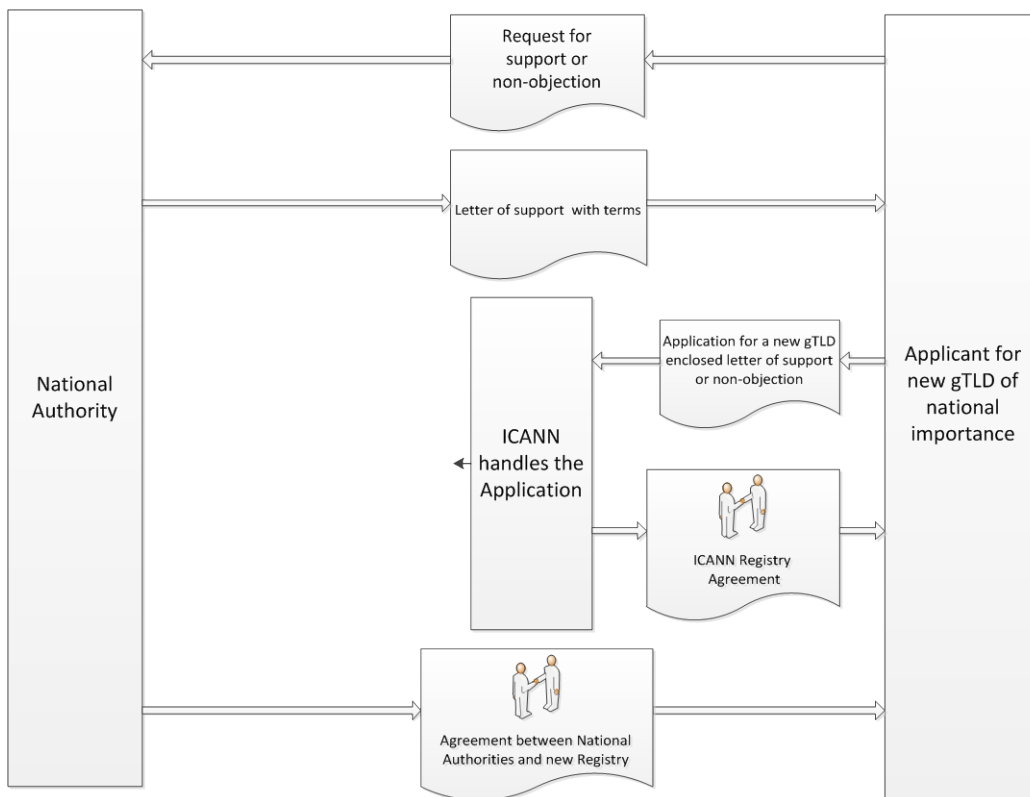 Request for
support or
non-objection
Letter of support with terms
National
Authority
ICANN
handles the
Application
Application for a new gTLD
enclosed letter of support
or non-objection
Applicant for
new gTLD of
national
importance
ICANN Registry
Agreement
Agreement between National
Authorities and new Registry